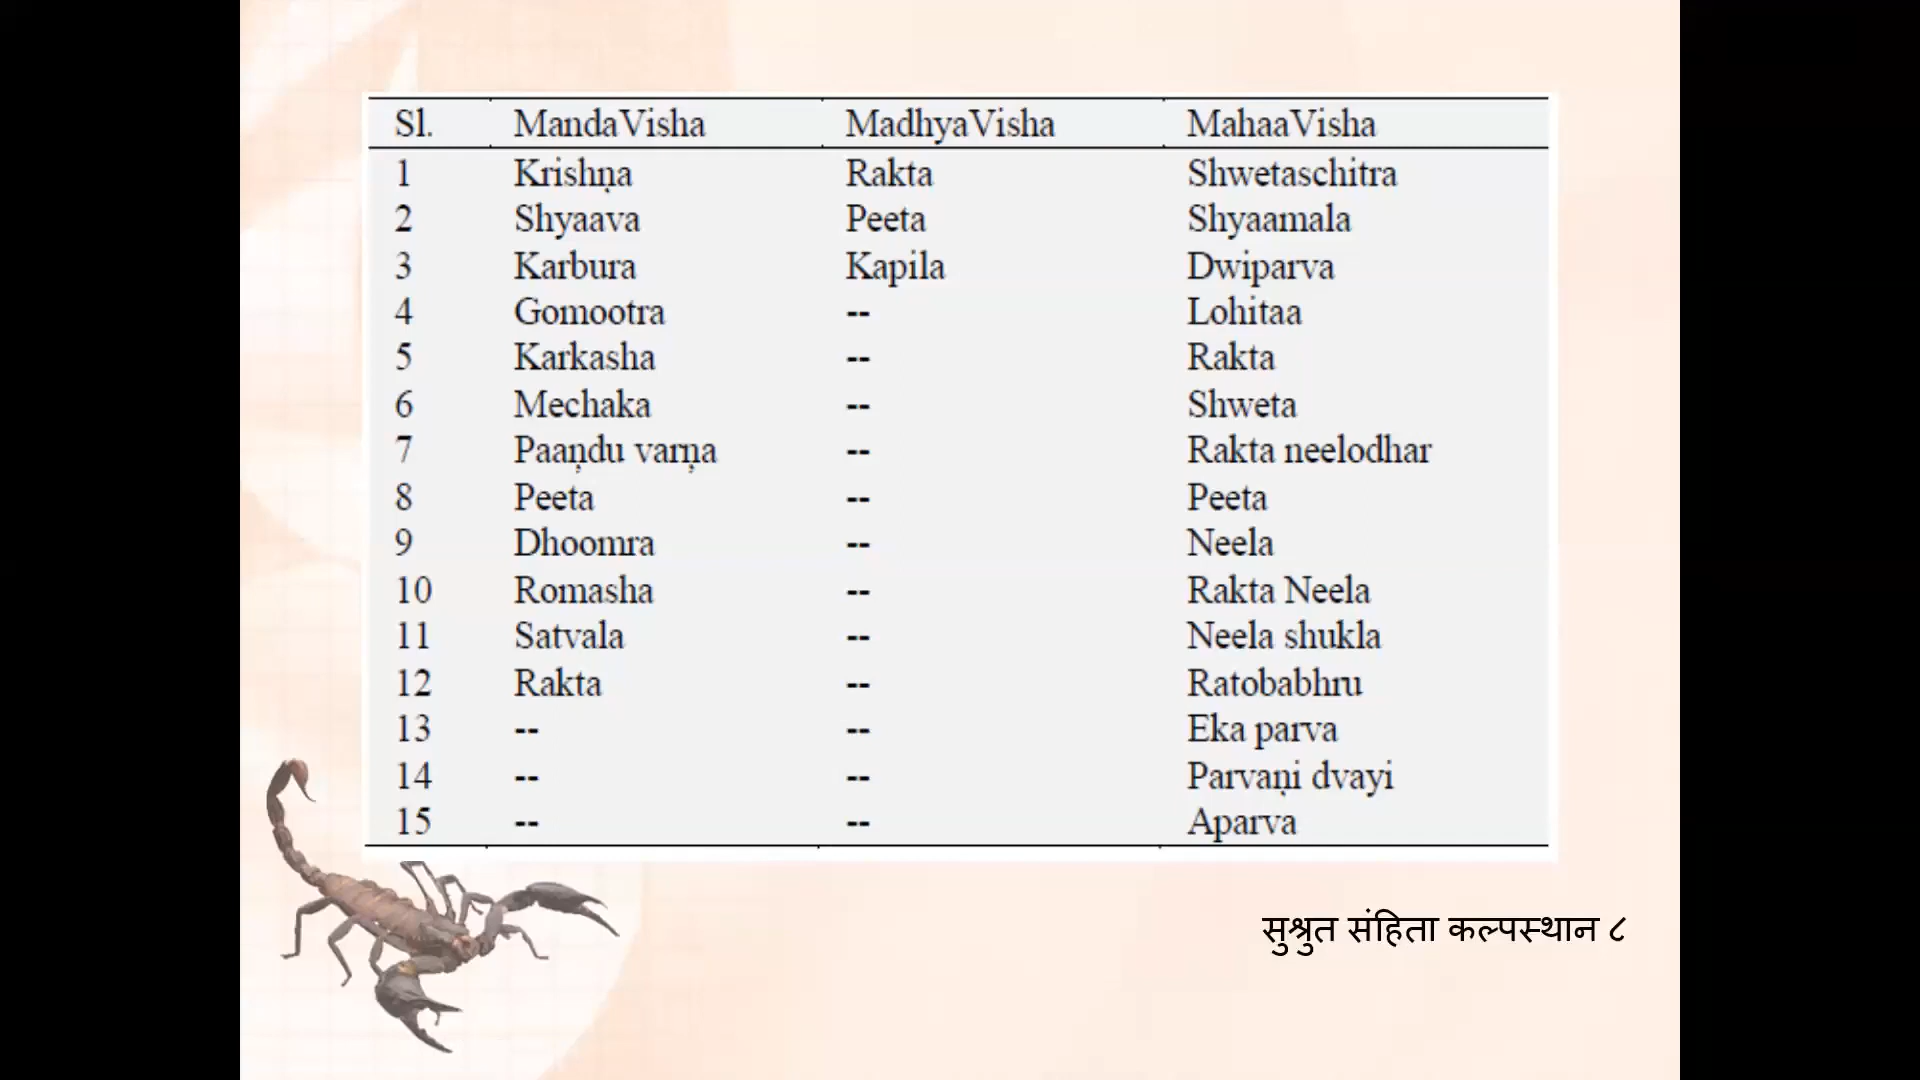 Sl. MandaVisha MadhyaVisha MahaaVisha
1 Krishṇa Rakta Shwetaschitra
2 Shyaava Peeta Shyaamala
3 Karbura Kapila Dwiparva
4 Gomootra -- Lohitaa
5 Karkasha -- Rakta
6 Mechaka -- Shweta
7 Paaṇdu varṇa -- Rakta neelodhar
8 Peeta -- Peeta
9 Dhoomra -- Neela
10 Romasha -- Rakta Neela
11 Satvala -- Neela shukla
12 Rakta -- Ratobabhru
13 -- -- Eka parva
14 -- -- Parvaṇi dvayi
15 -- -- Aparva
सुश्रुत संहिता कल्पस्थान ८